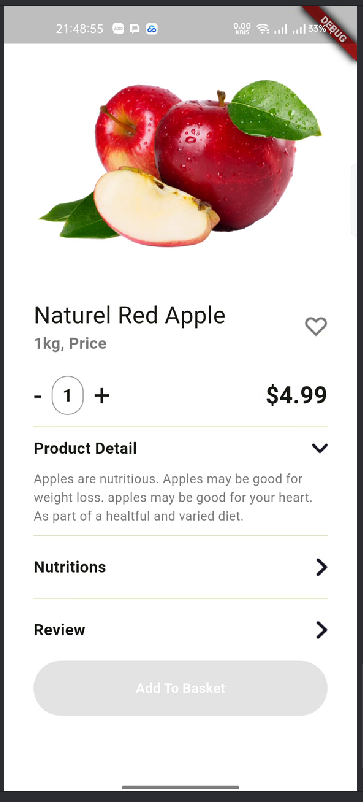 21:48:55 0.00 KB/S 33%
DEBUG
Naturel Red Apple
1kg, Price
- 1 + $4.99
Product Detail
Apples are nutritious. Apples may be good for
weight loss. apples may be good for your heart.
As part of a healtful and varied diet.
Nutritions
Review
Add To Basket